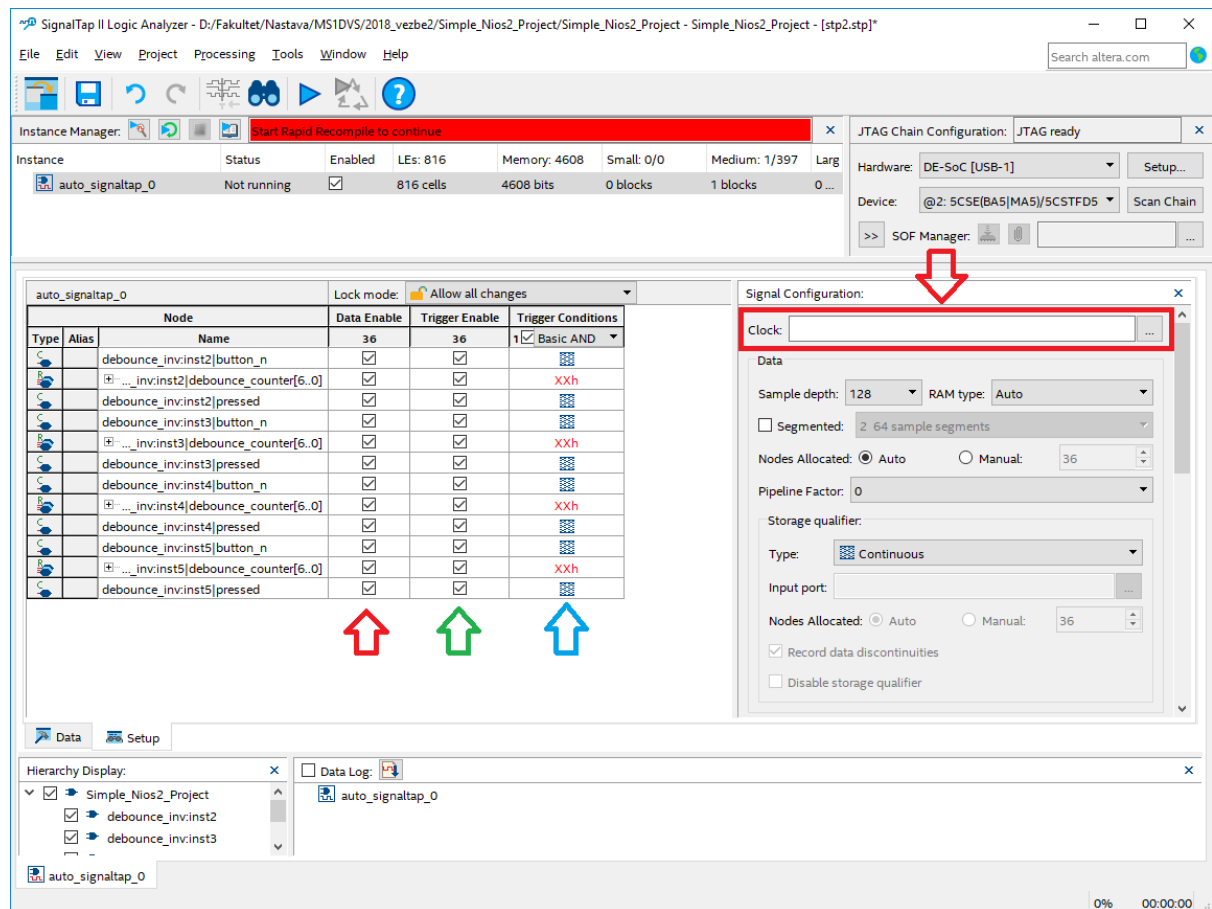 SignalTap II Logic Analyzer - D:/Fakultet/Nastava/MS1DVS/2018_vezbe2/Simple_Nios2_Project/Simple_Nios2_Project - Simple_Nios2_Project - [stp2.stp]*
File Edit View Project Processing Tools Window Help
Search altera.com
Instance Manager: Start Rapid Recompile to continue
JTAG Chain Configuration: JTAG ready
Instance Status Enabled LEs: 816 Memory: 4608 Small: 0/0 Medium: 1/397 Larg
auto_signaltap_0 Not running 816 cells 4608 bits 0 blocks 1 blocks 0 ...
Hardware: DE-SoC [USB-1] Setup...
Device: @2: 5CSE(BA5|MA5)/5CSTFD5 Scan Chain
>> SOF Manager: ...
auto_signaltap_0 Lock mode: Allow all changes
Node Data Enable Trigger Enable Trigger Conditions
Type Alias Name 36 36 1 Basic AND
debounce_inv:inst2|button_n
..._inv:inst2|debounce_counter[6..0] XXh
debounce_inv:inst2|pressed
debounce_inv:inst3|button_n
..._inv:inst3|debounce_counter[6..0] XXh
debounce_inv:inst3|pressed
debounce_inv:inst4|button_n
..._inv:inst4|debounce_counter[6..0] XXh
debounce_inv:inst4|pressed
debounce_inv:inst5|button_n
..._inv:inst5|debounce_counter[6..0] XXh
debounce_inv:inst5|pressed
Signal Configuration:
Clock: ...
Data
Sample depth: 128 RAM type: Auto
Segmented: 2 64 sample segments
Nodes Allocated: Auto Manual: 36
Pipeline Factor: 0
Storage qualifier:
Type: Continuous
Input port: ...
Nodes Allocated: Auto Manual: 36
Record data discontinuities
Disable storage qualifier
Data Setup
Hierarchy Display:
Simple_Nios2_Project
debounce_inv:inst2
debounce_inv:inst3
Data Log:
auto_signaltap_0
auto_signaltap_0
0% 00:00:00